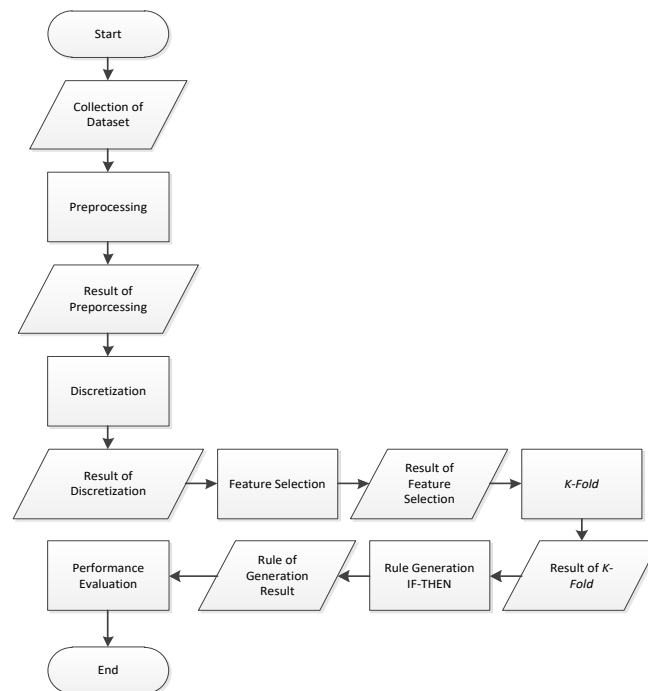 Start
Collection of
Dataset
Preprocessing
Result of
Preporcessing
Discretization
Result of
Discretization
Feature Selection
Result of
Feature
Selection
K-Fold
Result of K-
Fold
Rule Generation
IF-THEN
Rule of
Generation
Result
Performance
Evaluation
End